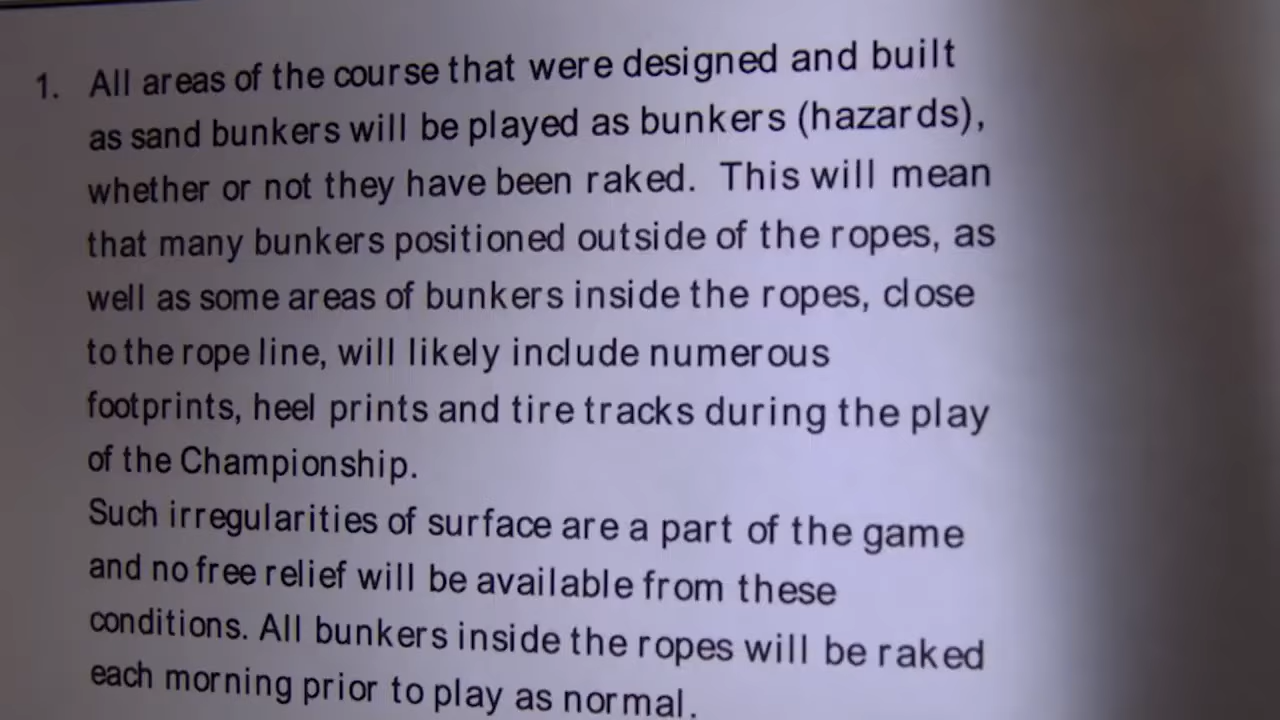 1. All areas of the course that were designed and built
as sand bunkers will be played as bunkers (hazards),
whether or not they have been raked. This will mean
that many bunkers positioned outside of the ropes, as
well as some areas of bunkers inside the ropes, close
to the rope line, will likely include numerous
footprints, heel prints and tire tracks during the play
of the Championship.
Such irregularities of surface are a part of the game
and no free relief will be available from these
conditions. All bunkers inside the ropes will be raked
each morning prior to play as normal.